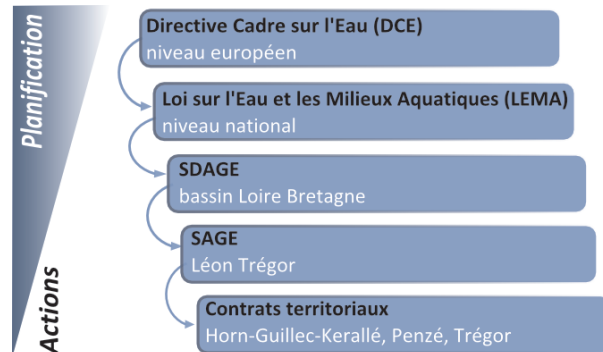 Planification
Actions
Directive Cadre sur l'Eau (DCE)
niveau européen
Loi sur l'Eau et les Milieux Aquatiques (LEMA)
niveau national
SDAGE
bassin Loire Bretagne
SAGE
Léon Trégor
Contrats territoriaux
Horn-Guillec-Kerallé, Penzé, Trégor